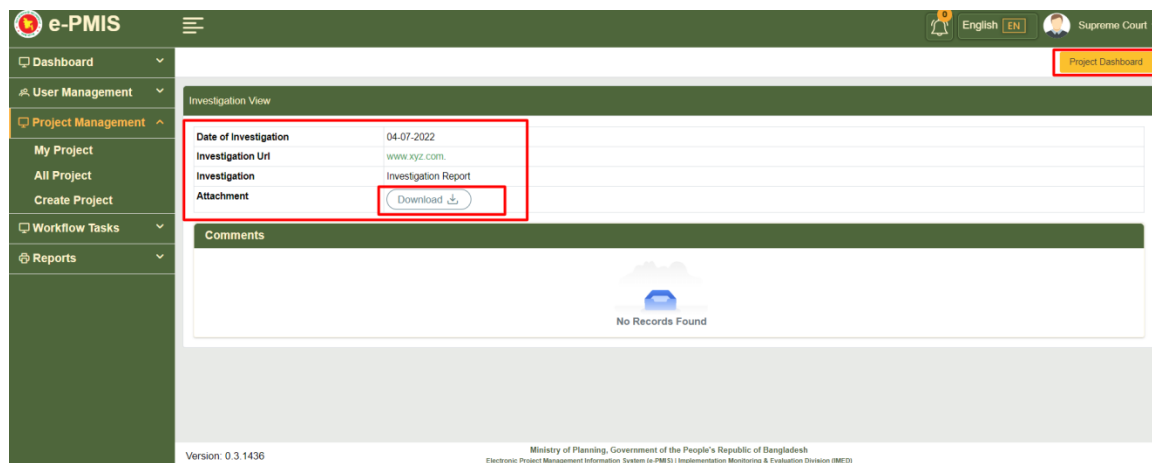 e-PMIS
0
English EN
Supreme Court
Dashboard
Project Dashboard
User Management
Investigation View
Project Management
Date of Investigation 04-07-2022
My Project
Investigation Url www.xyz.com.
All Project
Investigation Investigation Report
Create Project
Attachment Download
Workflow Tasks
Comments
Reports
No Records Found
Version: 0.3.1436
Ministry of Planning, Government of the People's Republic of Bangladesh
Electronic Project Management Information System (e-PMIS) | Implementation Monitoring & Evaluation Division (IMED)